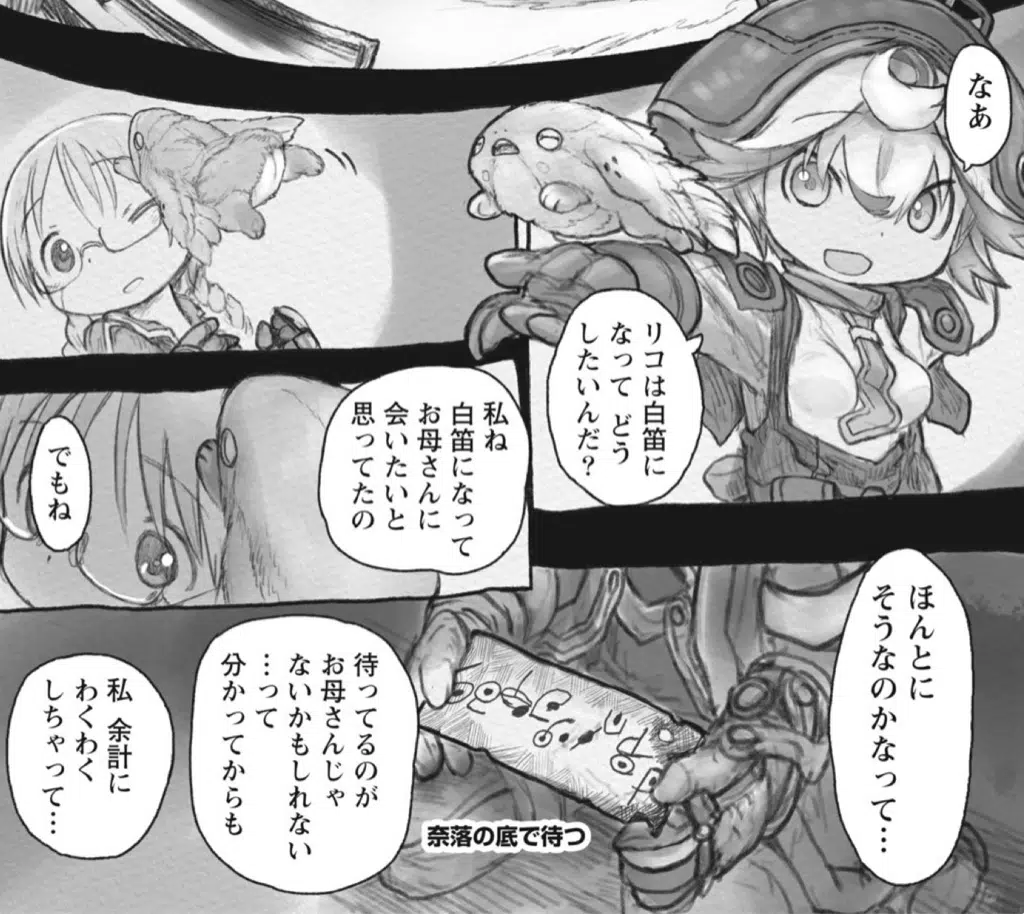 なあ
リコは白笛に
なって どう
したいんだ?
私ね
白笛になって
お母さんに
会いたいと
思ってたの
でもね
ほんとに
そうなのかなって…
奈落の底で待つ
待ってるのが
お母さんじゃ
ないかもしれない
…って
分かってからも
私 余計に
わくわく
しちゃって…